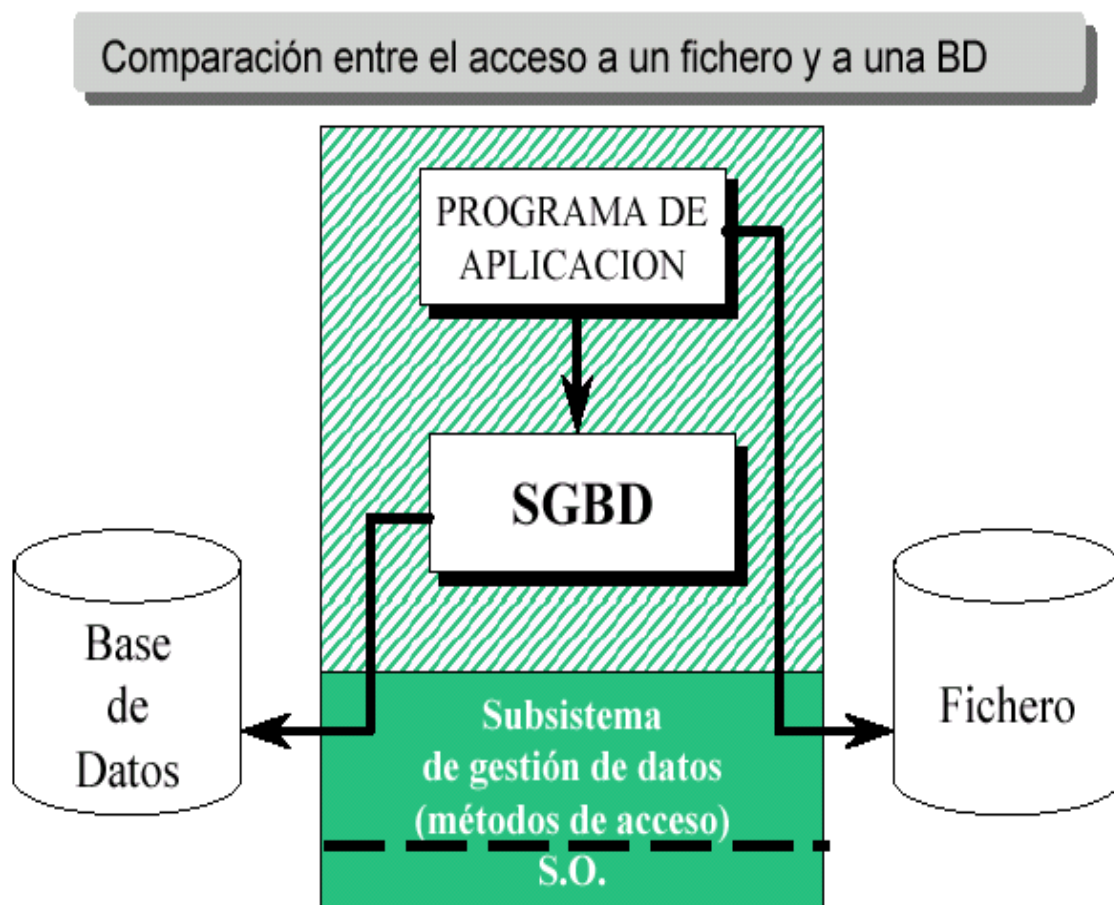 Comparación entre el acceso a un fichero y a una BD
PROGRAMA DE
APLICACION
SGBD
Base
de
Datos
Subsistema
de gestión de datos
(métodos de acceso)
S.O.
Fichero